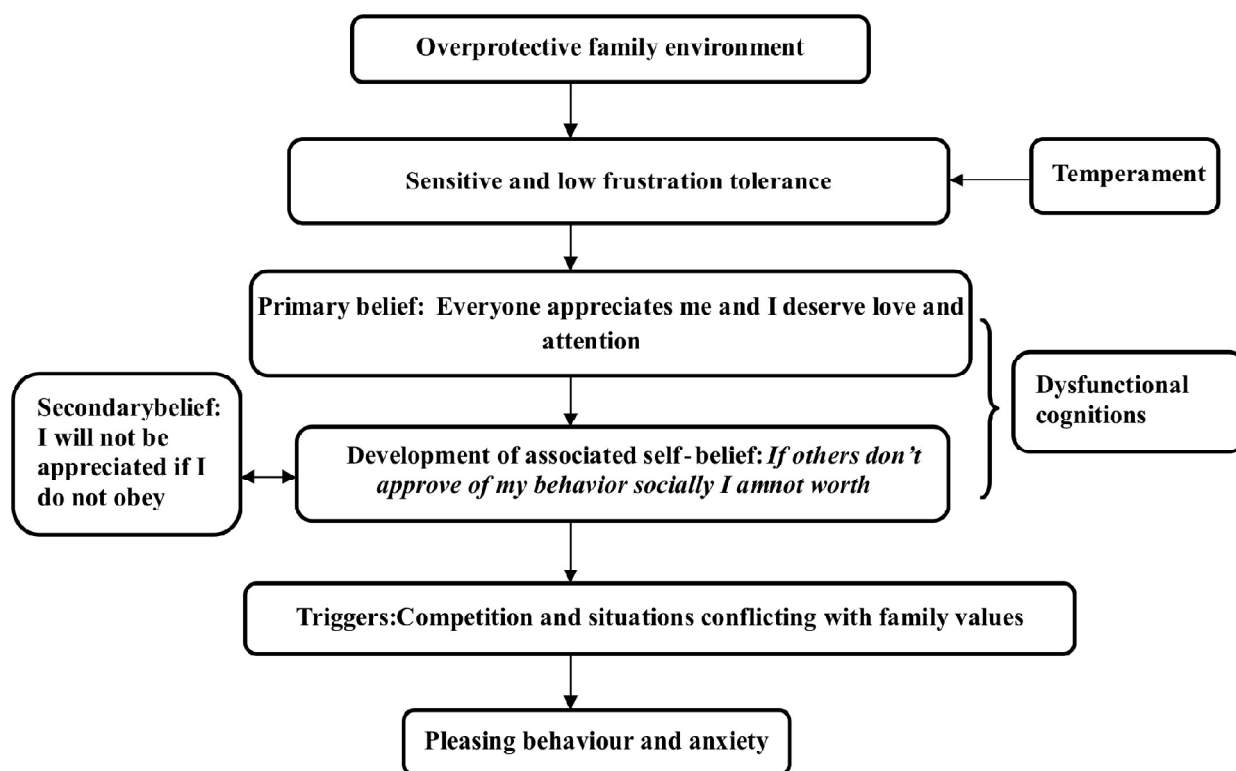 Overprotective family environment
Sensitive and low frustration tolerance
Temperament
Primary belief: Everyone appreciates me and I deserve love and
attention
Dysfunctional
cognitions
Secondarybelief:
I will not be
appreciated if I
do not obey
Development of associated self-belief: If others don't
approve of my behavior socially I amnot worth
Triggers:Competition and situations conflicting with family values
Pleasing behaviour and anxiety